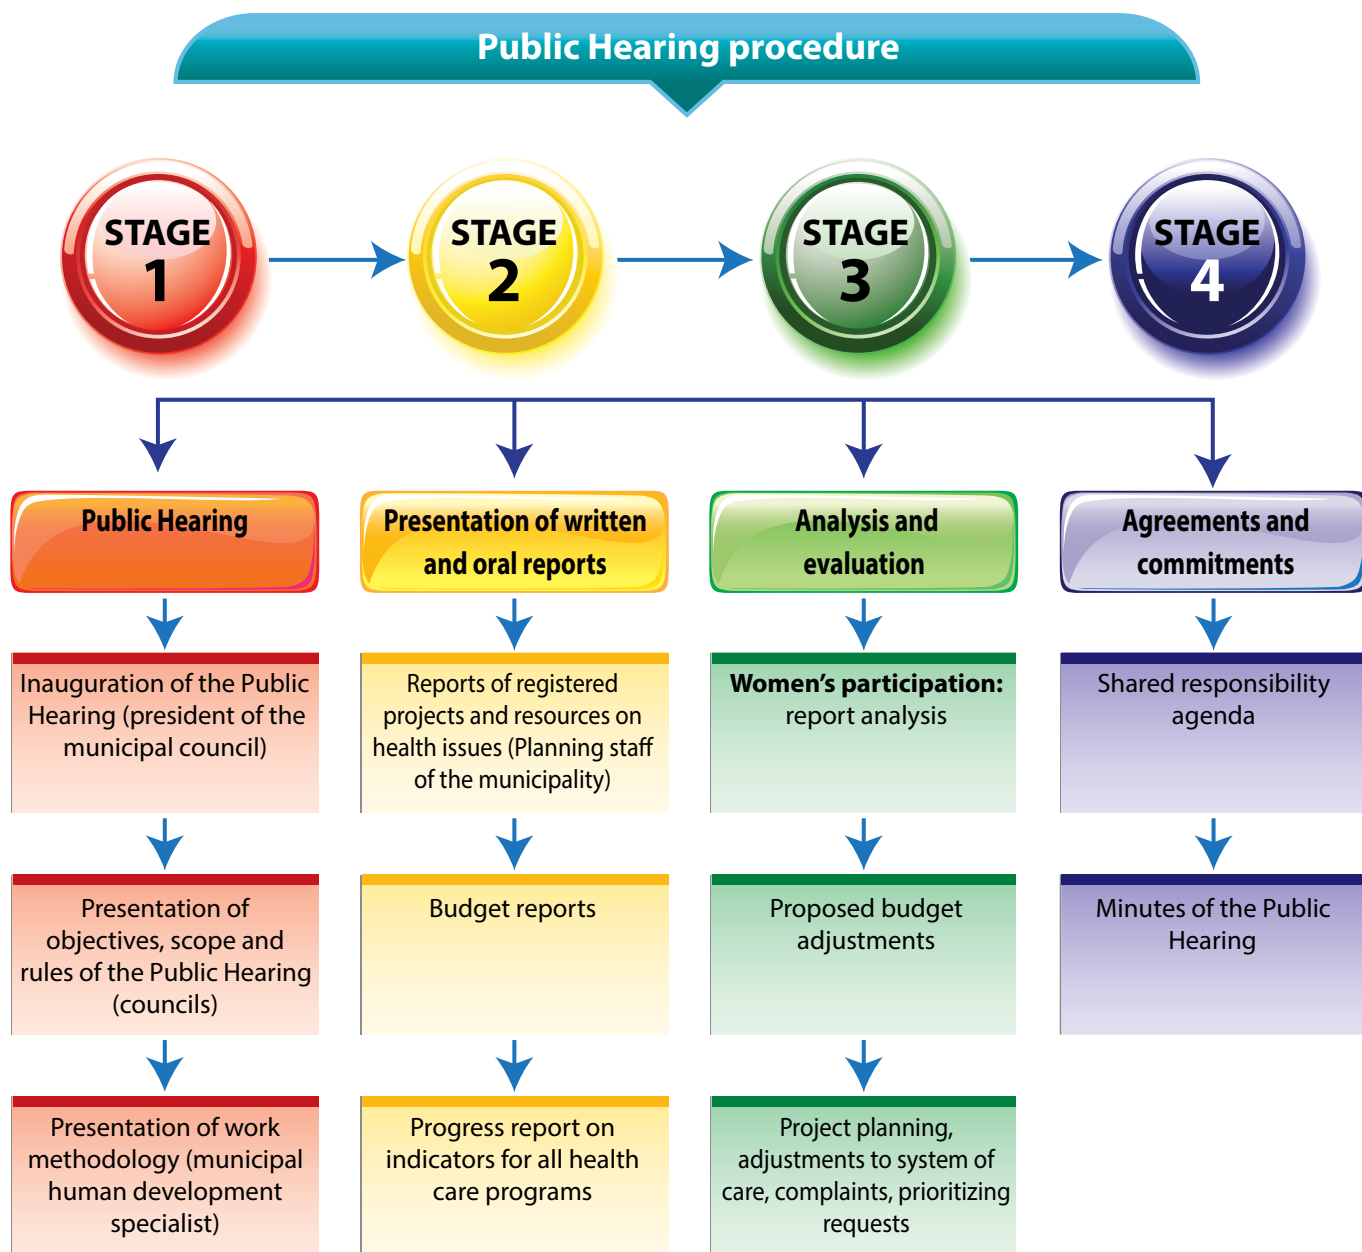 Public Hearing procedure
STAGE
1
STAGE
2
STAGE
3
STAGE
4
Public Hearing
Presentation of written
and oral reports
Analysis and
evaluation
Agreements and
commitments
Inauguration of the Public
Hearing (president of the
municipal council)
Reports of registered
projects and resources on
health issues (Planning staff
of the municipality)
Women’s participation:
report analysis
Shared responsibility
agenda
Presentation of
objectives, scope and
rules of the Public Hearing
(councils)
Budget reports
Proposed budget
adjustments
Minutes of the Public
Hearing
Presentation of work
methodology (municipal
human development
specialist)
Progress report on
indicators for all health
care programs
Project planning,
adjustments to system of
care, complaints, prioritizing
requests